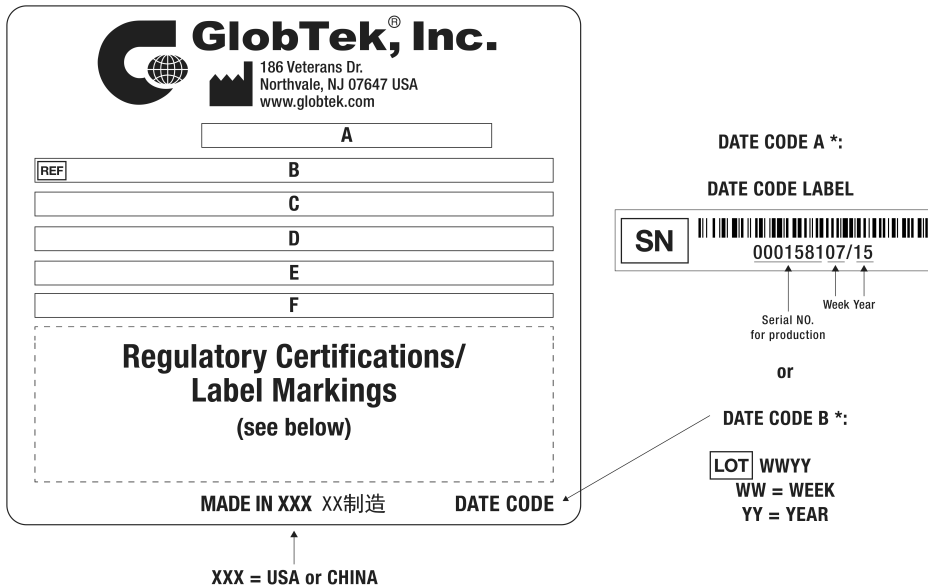 GlobTek®, Inc.
186 Veterans Dr.
Northvale, NJ 07647 USA
www.globtek.com
A
REF B
C
D
E
F
Regulatory Certifications/
Label Markings
(see below)
MADE IN XXX XX制造 DATE CODE
XXX = USA or CHINA
DATE CODE A *:
DATE CODE LABEL
SN
000158107/15
Week Year
Serial NO.
for production
or
DATE CODE B *:
LOT WWYY
WW = WEEK
YY = YEAR